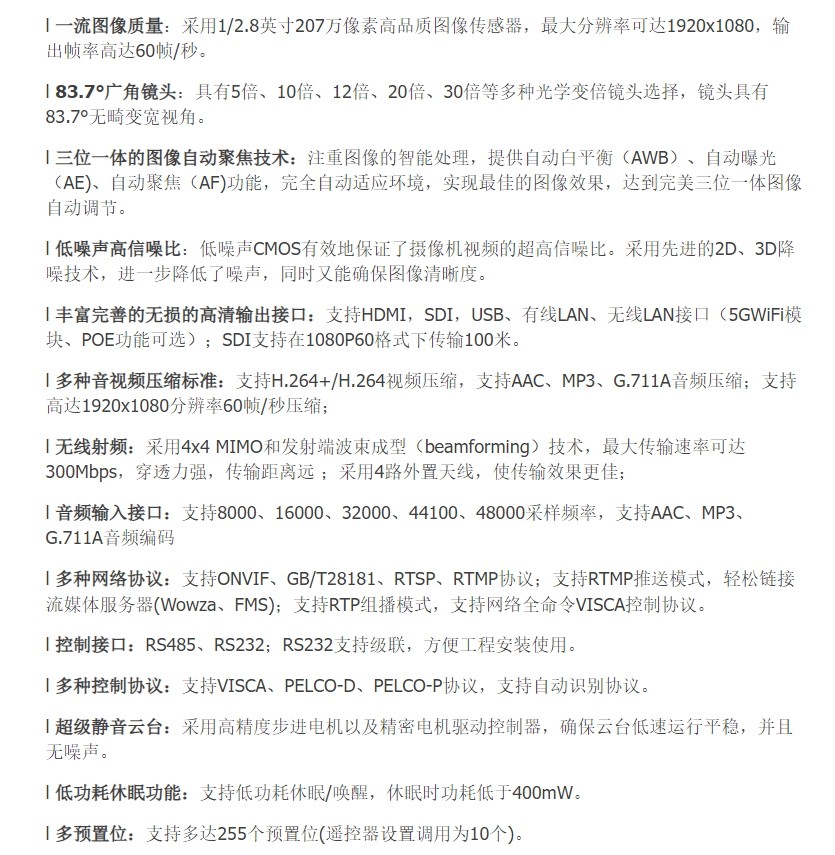 l 一流图像质量：采用1/2.8英寸207万像素高品质图像传感器，最大分辨率可达1920x1080，输
出帧率高达60帧/秒。
l 83.7°广角镜头：具有5倍、10倍、12倍、20倍、30倍等多种光学变倍镜头选择，镜头具有
83.7°无畸变宽视角。
l 三位一体的图像自动聚焦技术：注重图像的智能处理，提供自动白平衡（AWB）、自动曝光
（AE)、自动聚焦（AF)功能，完全自动适应环境，实现最佳的图像效果，达到完美三位一体图像
自动调节。
l 低噪声高信噪比：低噪声CMOS有效地保证了摄像机视频的超高信噪比。采用先进的2D、3D降
噪技术，进一步降低了噪声，同时又能确保图像清晰度。
l 丰富完善的无损的高清输出接口：支持HDMI，SDI，USB、有线LAN、无线LAN接口（5GWiFi模
块、POE功能可选）；SDI支持在1080P60格式下传输100米。
l 多种音视频压缩标准：支持H.264+/H.264视频压缩，支持AAC、MP3、G.711A音频压缩；支持
高达1920x1080分辨率60帧/秒压缩；
l 无线射频：采用4x4 MIMO和发射端波束成型（beamforming）技术，最大传输速率可达
300Mbps，穿透力强，传输距离远 ；采用4路外置天线，使传输效果更佳；
l 音频输入接口：支持8000、16000、32000、44100、48000采样频率，支持AAC、MP3、
G.711A音频编码
l 多种网络协议：支持ONVIF、GB/T28181、RTSP、RTMP协议；支持RTMP推送模式，轻松链接
流媒体服务器(Wowza、FMS)；支持RTP组播模式，支持网络全命令VISCA控制协议。
l 控制接口：RS485、RS232；RS232支持级联，方便工程安装使用。
l 多种控制协议：支持VISCA、PELCO-D、PELCO-P协议，支持自动识别协议。
l 超级静音云台：采用高精度步进电机以及精密电机驱动控制器，确保云台低速运行平稳，并且
无噪声。
l 低功耗休眠功能：支持低功耗休眠/唤醒，休眠时功耗低于400mW。
l 多预置位：支持多达255个预置位(遥控器设置调用为10个)。